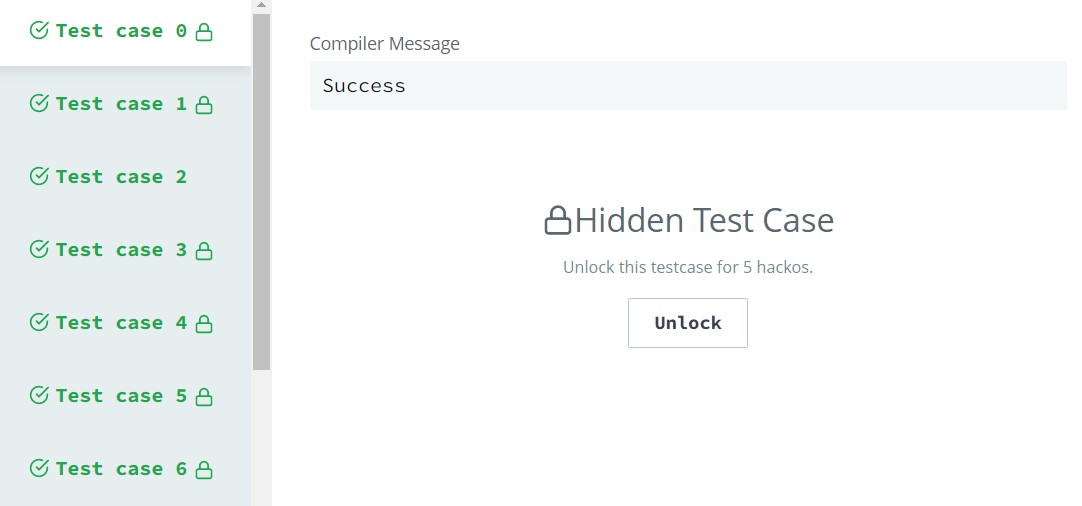 Test case 0
Test case 1
Test case 2
Test case 3
Test case 4
Test case 5
Test case 6
Compiler Message
Success
Hidden Test Case
Unlock this testcase for 5 hackos.
Unlock